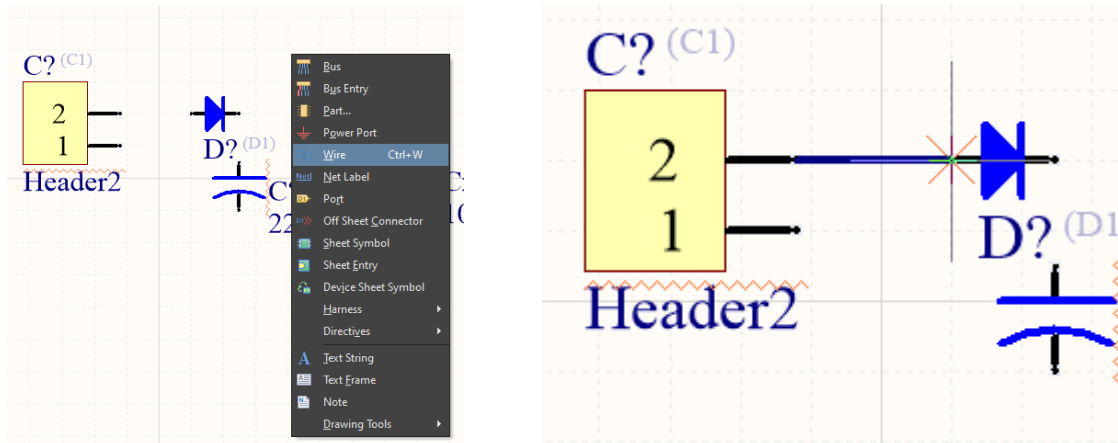 C? (C1)
2
1
Header2
D? (D1)
C
22
Bus
Bus Entry
Part...
Power Port
Wire Ctrl+W
Net Label
Port
Off Sheet Connector
Sheet Symbol
Sheet Entry
Device Sheet Symbol
Harness
Directives
Text String
Text Frame
Note
Drawing Tools
C? (C1)
2
1
Header2
D? (D1